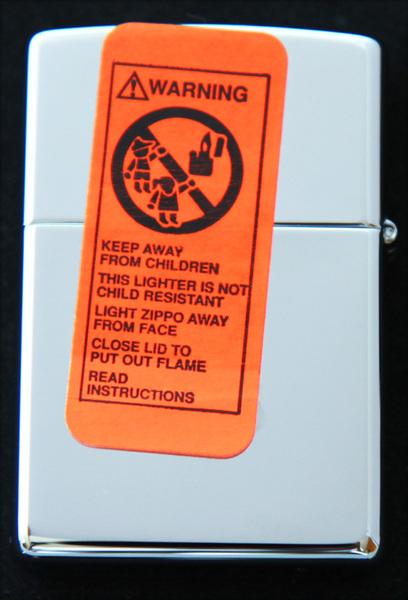 WARNING
KEEP AWAY
FROM CHILDREN
THIS LIGHTER IS NOT
CHILD RESISTANT
LIGHT ZIPPO AWAY
FROM FACE
CLOSE LID TO
PUT OUT FLAME
READ
INSTRUCTIONS